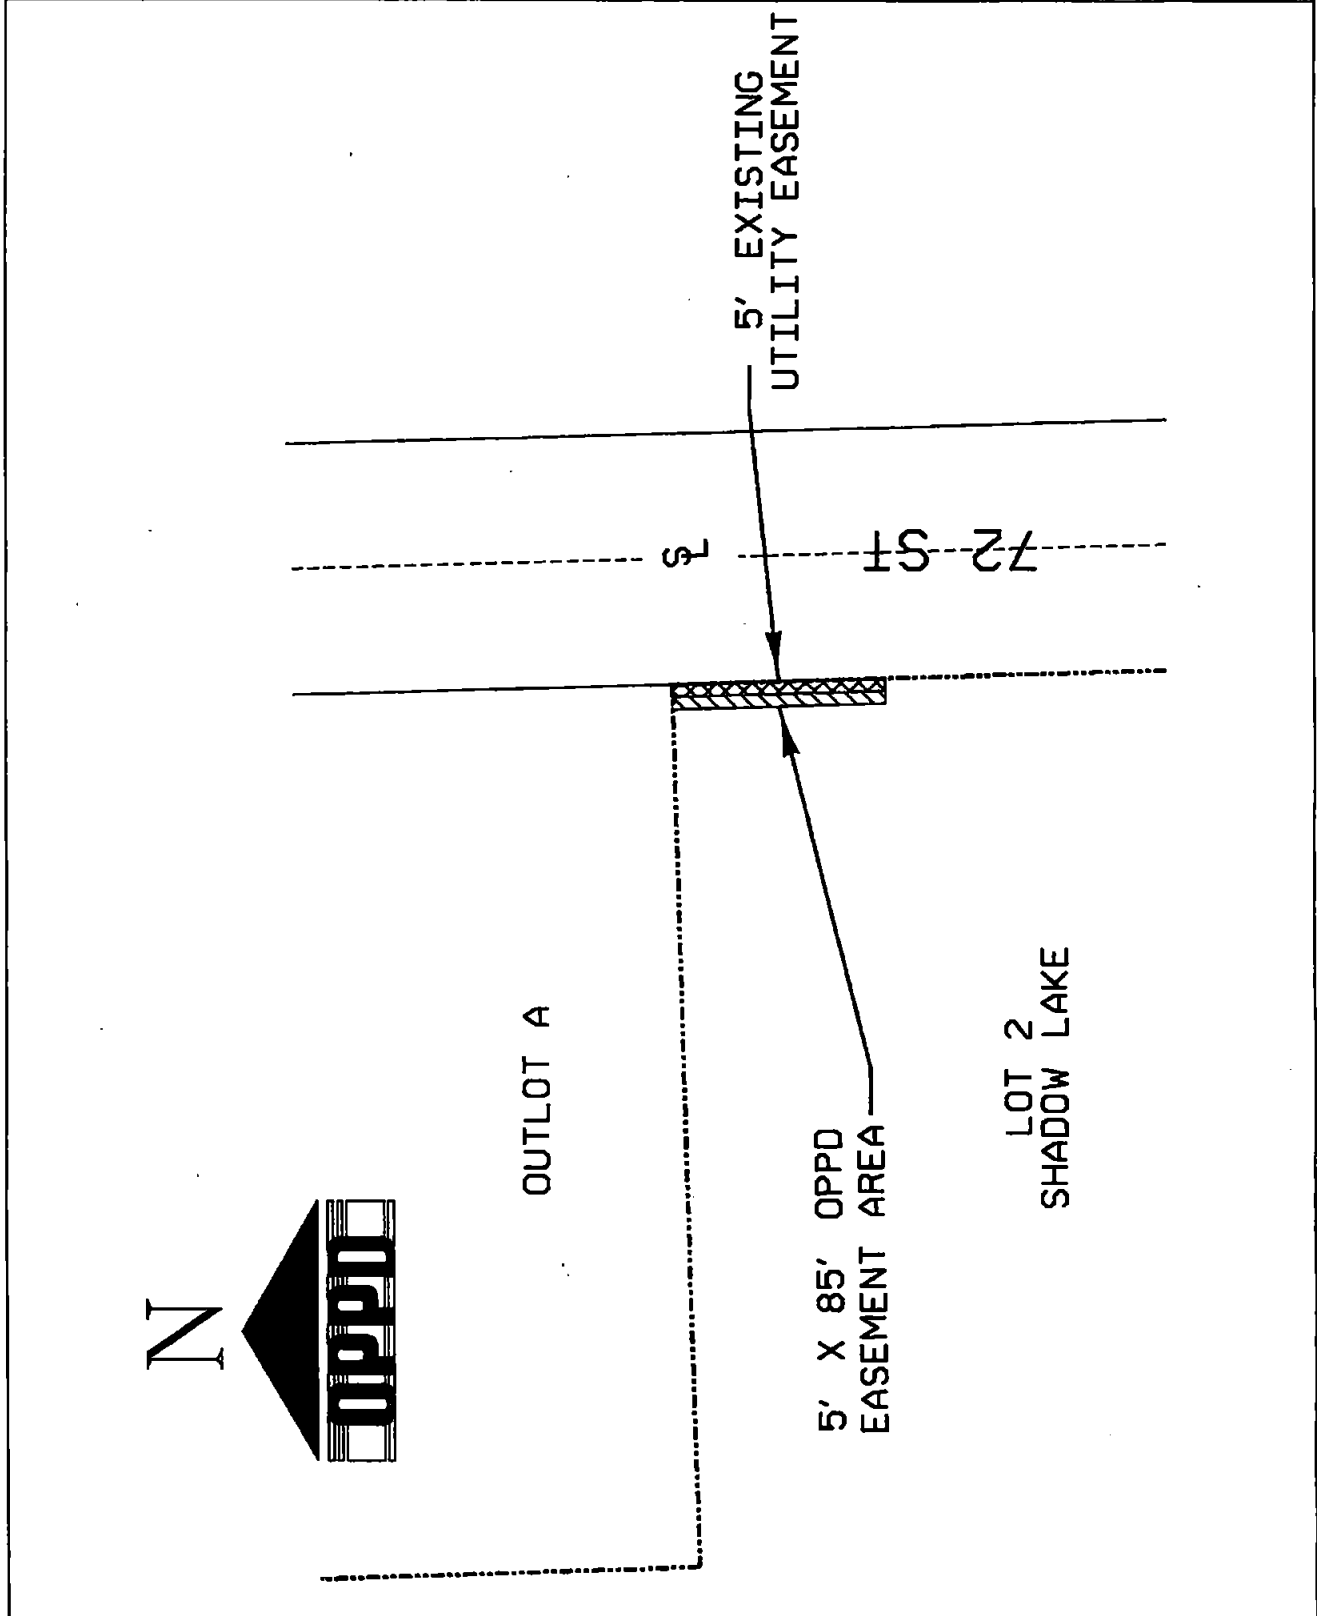 N
OPPD
OUTLOT A
5' EXISTING
UTILITY EASEMENT
72 ST
5' X 85' OPPD
EASEMENT AREA
LOT 2
SHADOW LAKE